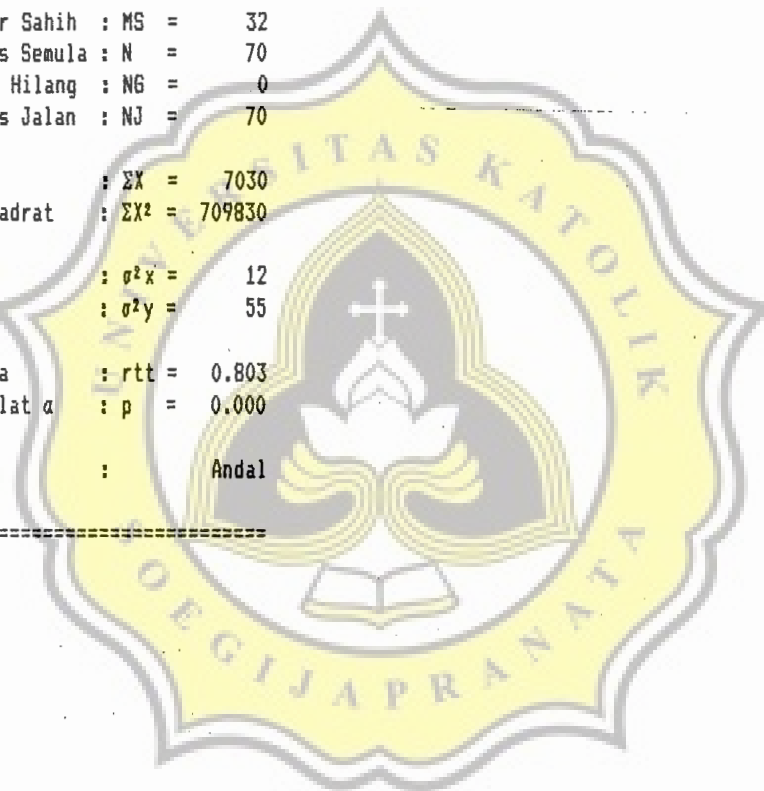 r Sahih : MS = 32
s Semula : N = 70
Hilang : NG = 0
s Jalan : NJ = 70
: ΣX = 7030
adrat : ΣX² = 709830
: σ²x = 12
: σ²y = 55
a : rtt = 0.803
lat α : p = 0.000
: Andal
==========================
UNIVERSITAS KATOLIK
SOEGIJAPRANATA